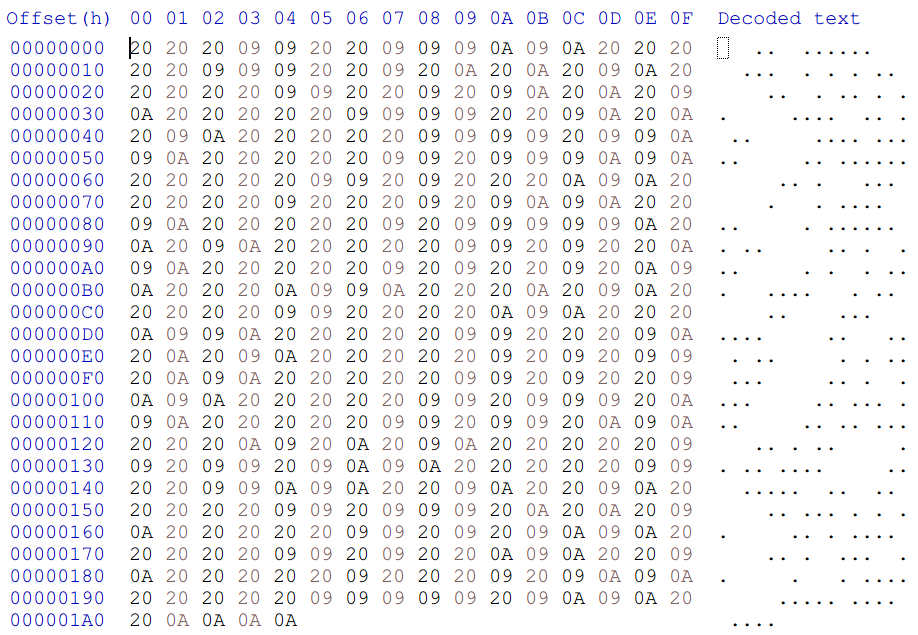 Offset(h) 00 01 02 03 04 05 06 07 08 09 0A 0B 0C 0D 0E 0F Decoded text
00000000 20 20 20 09 09 20 20 09 09 09 0A 09 0A 20 20 20    ..  ......
00000010 20 20 09 09 09 20 20 09 20 0A 20 0A 20 09 0A 20   ...  . . . ..
00000020 20 20 20 20 09 09 20 20 09 20 09 0A 20 0A 20 09     ..  . .. . .
00000030 0A 20 20 20 20 20 09 09 09 09 20 20 09 0A 20 0A .     ....  .. .
00000040 20 09 0A 20 20 20 20 20 09 09 09 09 20 09 09 0A  ..     .... ...
00000050 09 0A 20 20 20 20 20 09 09 20 09 09 09 0A 09 0A ..     .. ......
00000060 20 20 20 20 20 09 09 20 09 20 20 20 0A 09 0A 20      .. .   ...
00000070 20 20 20 20 09 20 20 20 09 20 09 0A 09 0A 20 20     .   . ....
00000080 09 0A 20 20 20 20 20 09 20 09 09 09 09 09 0A 20 ..     . ......
00000090 0A 20 09 0A 20 20 20 20 20 09 09 20 09 20 20 0A . ..     .. .  .
000000A0 09 0A 20 20 20 20 20 09 20 09 20 20 09 20 0A 09 ..     . .  . ..
000000B0 0A 20 20 20 0A 09 09 0A 20 20 20 0A 20 09 0A 20 .   ....   . ..
000000C0 20 20 20 20 09 09 20 20 20 20 0A 09 0A 20 20 20     ..    ...
000000D0 0A 09 09 0A 20 20 20 20 20 09 09 20 20 20 09 0A ....     ..   ..
000000E0 20 0A 20 09 0A 20 20 20 20 20 09 20 09 20 09 09  . ..     . . ..
000000F0 20 0A 09 0A 20 20 20 20 20 09 09 20 09 20 20 09  ...     .. .  .
00000100 0A 09 0A 20 20 20 20 20 09 09 20 09 09 09 20 0A ...     .. ... .
00000110 09 0A 20 20 20 20 20 09 09 20 09 09 20 0A 09 0A ..     .. .. ...
00000120 20 20 20 0A 09 20 0A 20 09 0A 20 20 20 20 20 09    .. . ..     .
00000130 09 20 09 09 20 09 0A 09 0A 20 20 20 20 20 09 09 . .. ....     ..
00000140 20 20 09 09 0A 09 0A 20 20 09 0A 20 20 09 0A 20   .....  ..  ..
00000150 20 20 20 20 09 09 20 09 09 09 20 0A 20 0A 20 09     .. ... . . .
00000160 0A 20 20 20 20 20 09 09 20 09 20 09 0A 09 0A 20 .     .. . ....
00000170 20 20 20 20 09 09 20 09 20 20 0A 09 0A 20 20 09     .. .  ...  .
00000180 0A 20 20 20 20 20 09 20 20 20 09 20 09 0A 09 0A .     .   . ....
00000190 20 20 20 20 20 09 09 09 09 09 20 09 0A 09 0A 20      ..... ....
000001A0 20 0A 0A 0A 0A  ....